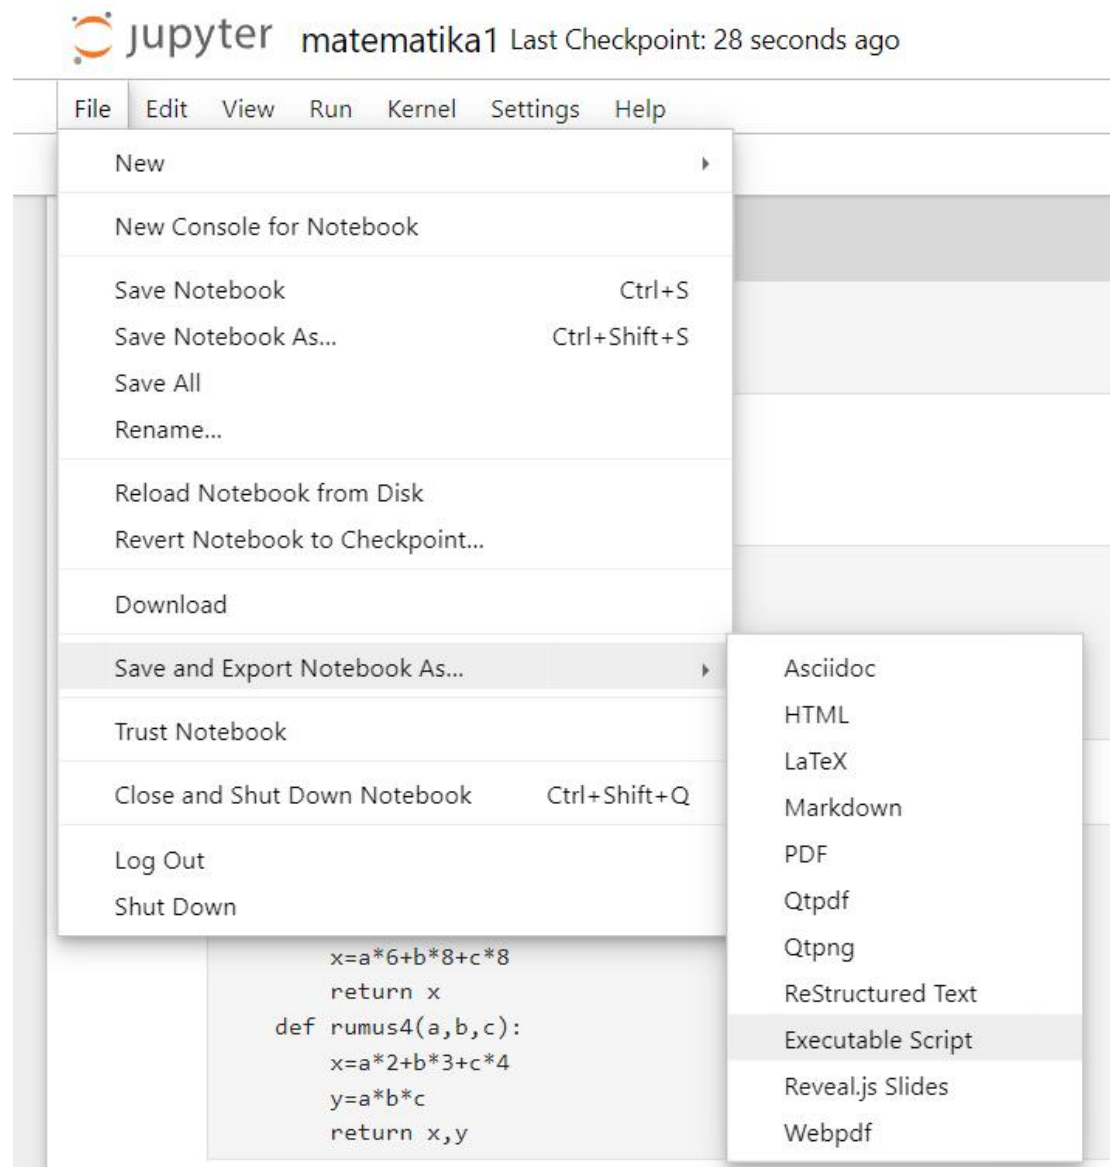 jupyter matematika1 Last Checkpoint: 28 seconds ago
File Edit View Run Kernel Settings Help
New
New Console for Notebook
Save Notebook Ctrl+S
Save Notebook As... Ctrl+Shift+S
Save All
Rename...
Reload Notebook from Disk
Revert Notebook to Checkpoint...
Download
Save and Export Notebook As...
Trust Notebook
Close and Shut Down Notebook Ctrl+Shift+Q
Log Out
Shut Down
Asciidoc
HTML
LaTeX
Markdown
PDF
Qtpdf
Qtpng
ReStructured Text
Executable Script
Reveal.js Slides
Webpdf
x=a*6+b*8+c*8
return x
def rumus4(a,b,c):
x=a*2+b*3+c*4
y=a*b*c
return x,y